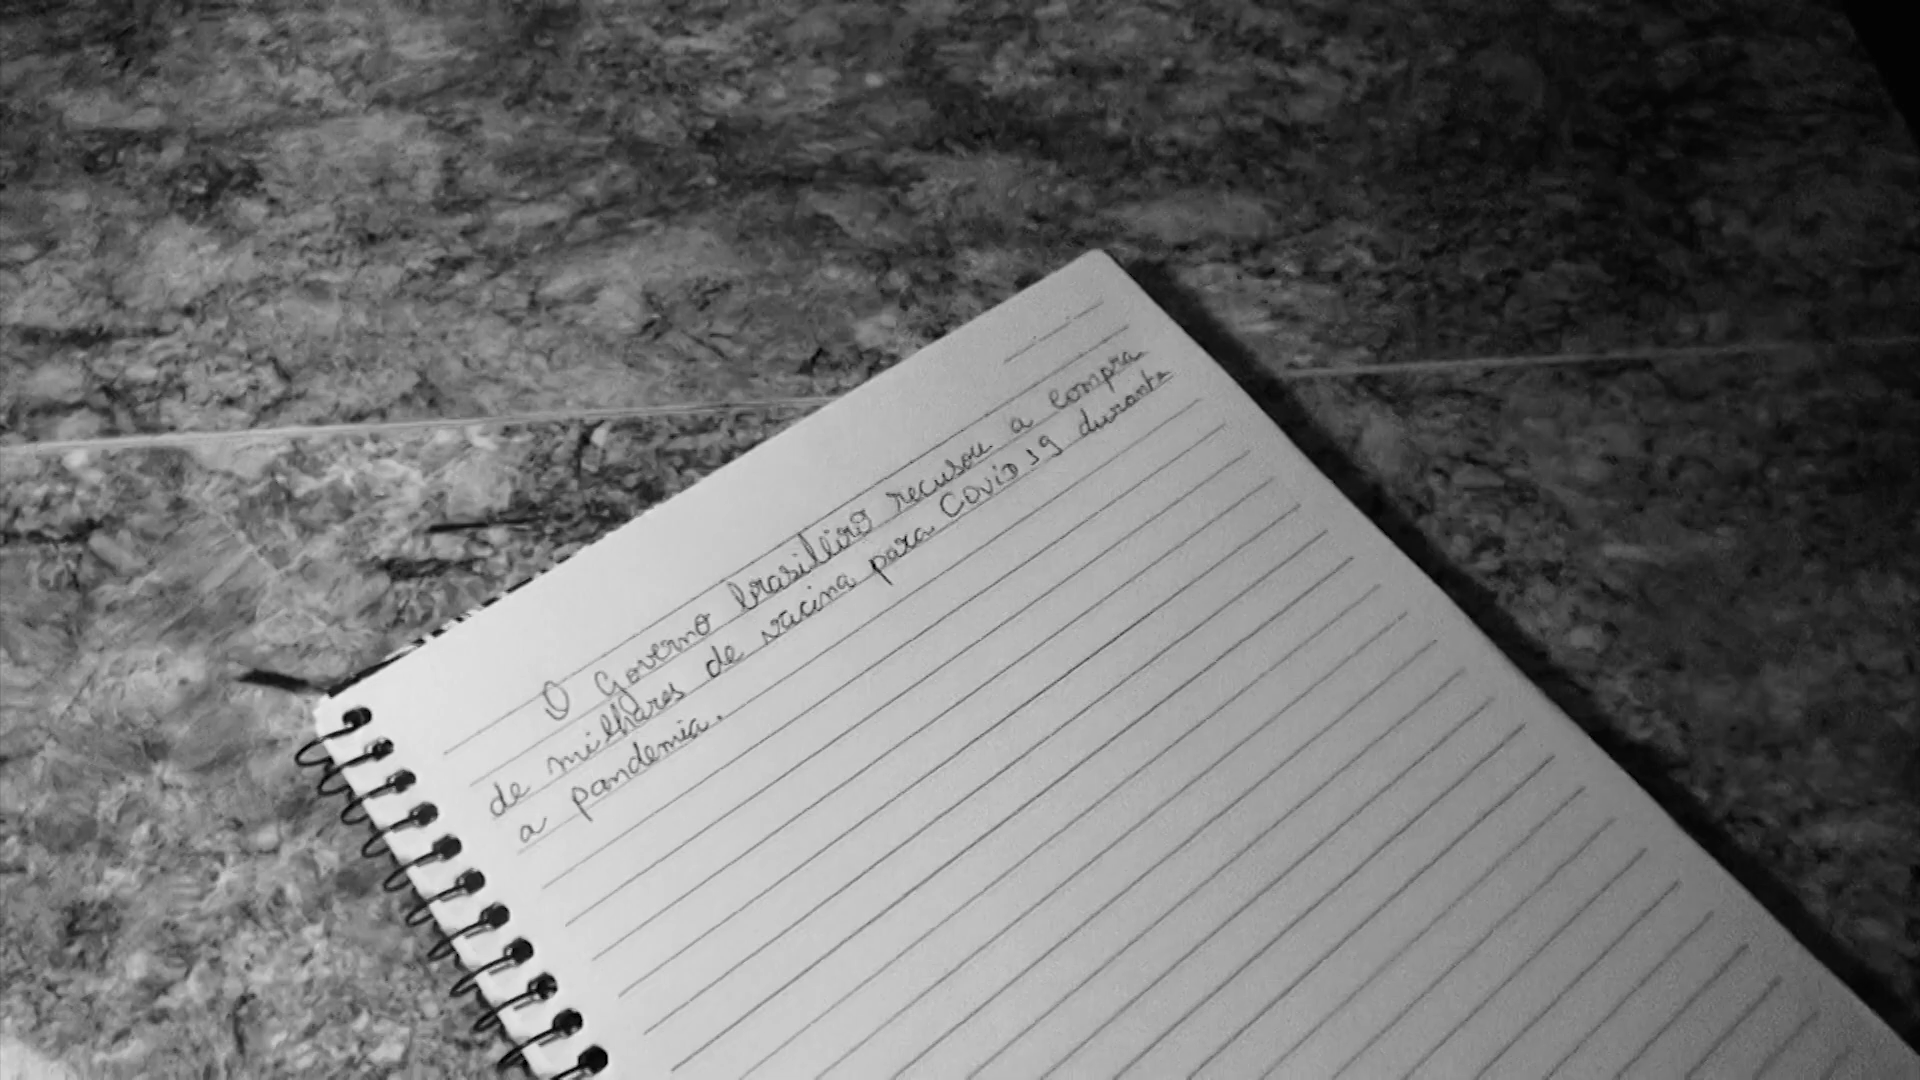 O Governo brasileiro recusou a compra
de milhares de vacina para COVID 19 durante
a pandemia.